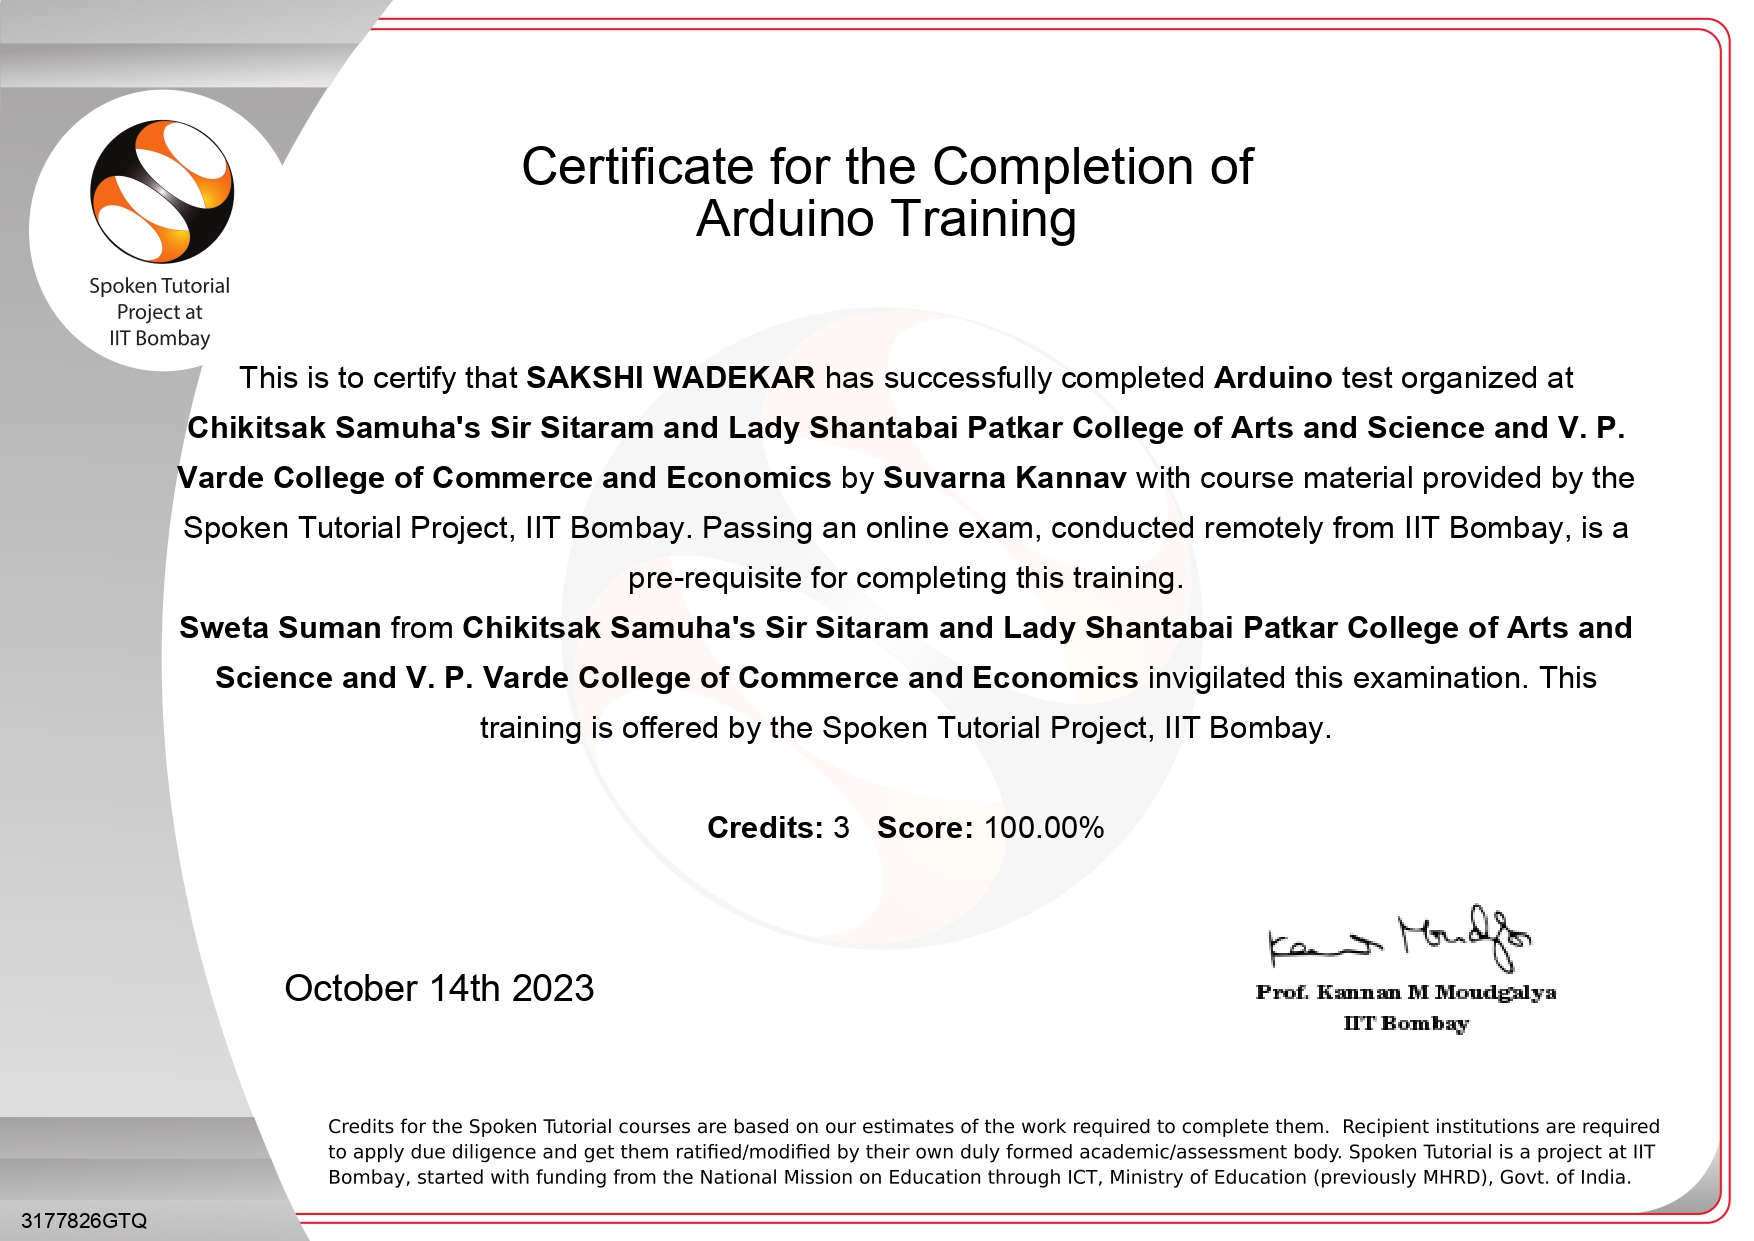 Certificate for the Completion of
Arduino Training
Spoken Tutorial
Project at
IIT Bombay
This is to certify that SAKSHI WADEKAR has successfully completed Arduino test organized at
Chikitsak Samuha's Sir Sitaram and Lady Shantabai Patkar College of Arts and Science and V. P.
Varde College of Commerce and Economics by Suvarna Kannav with course material provided by the
Spoken Tutorial Project, IIT Bombay. Passing an online exam, conducted remotely from IIT Bombay, is a
pre-requisite for completing this training.
Sweta Suman from Chikitsak Samuha's Sir Sitaram and Lady Shantabai Patkar College of Arts and
Science and V. P. Varde College of Commerce and Economics invigilated this examination. This
training is offered by the Spoken Tutorial Project, IIT Bombay.
Credits: 3 Score: 100.00%
October 14th 2023
Prof. Kannan M Moudgalya
IIT Bombay
Credits for the Spoken Tutorial courses are based on our estimates of the work required to complete them. Recipient institutions are required
to apply due diligence and get them ratified/modified by their own duly formed academic/assessment body. Spoken Tutorial is a project at IIT
Bombay, started with funding from the National Mission on Education through ICT, Ministry of Education (previously MHRD), Govt. of India.
3177826GTQ